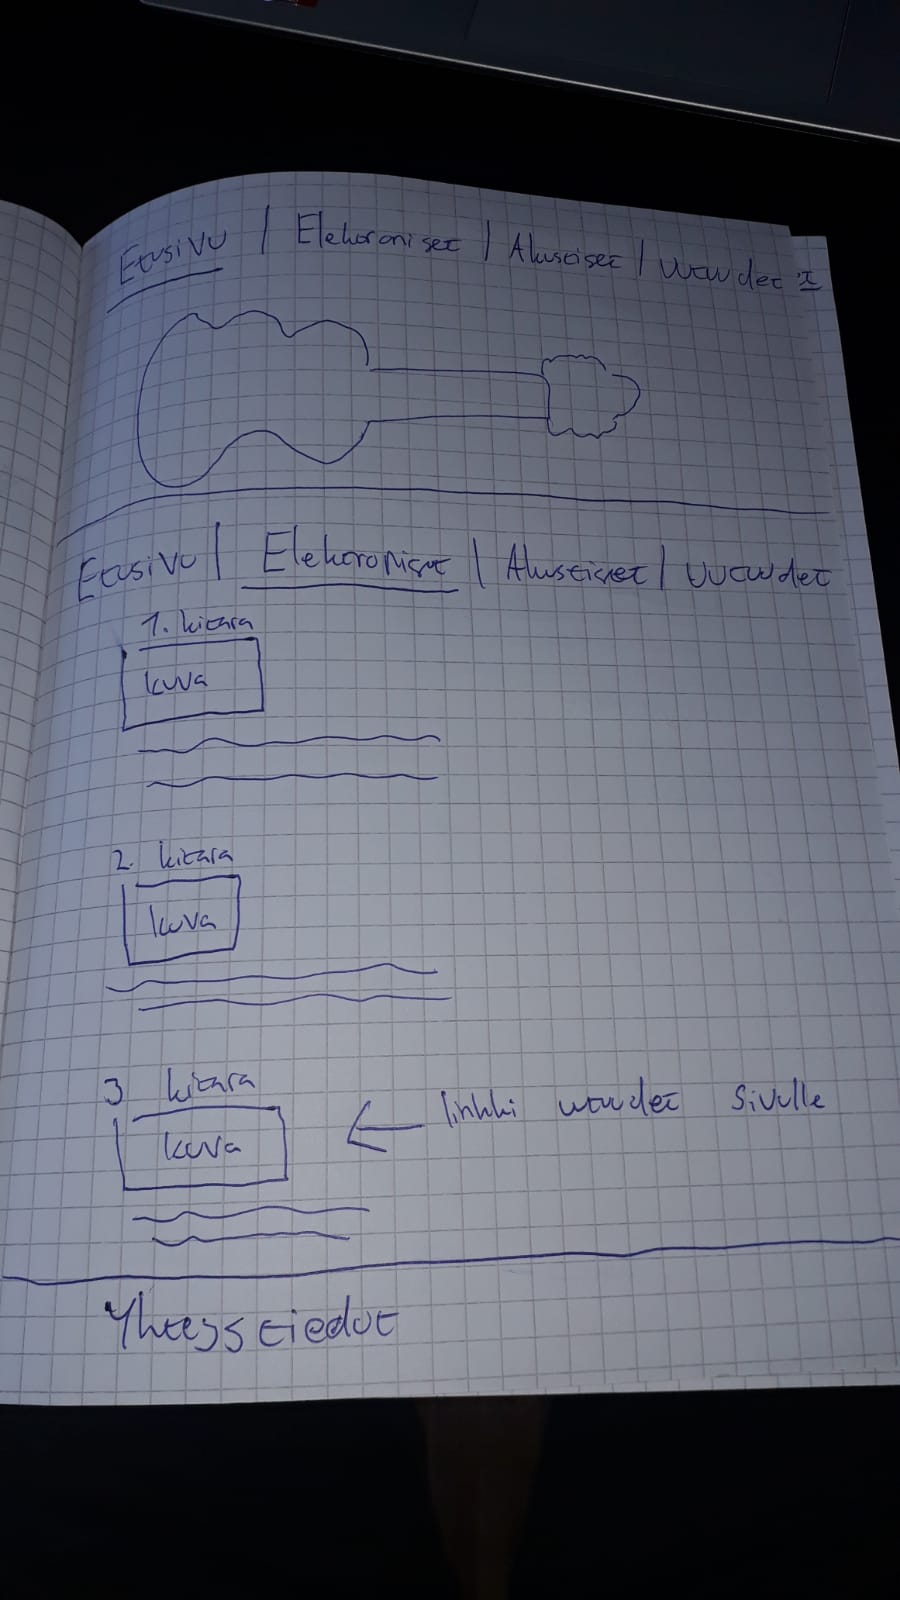 Etusivu | Elektroniset | Akustiset | uutuudet
Etusivu | Elektroniset | Akustiset | uutuudet
1. kitara
kuva
2. kitara
kuva
3 kitara
kuva
linkki uutuudet sivulle
Yhteystiedot